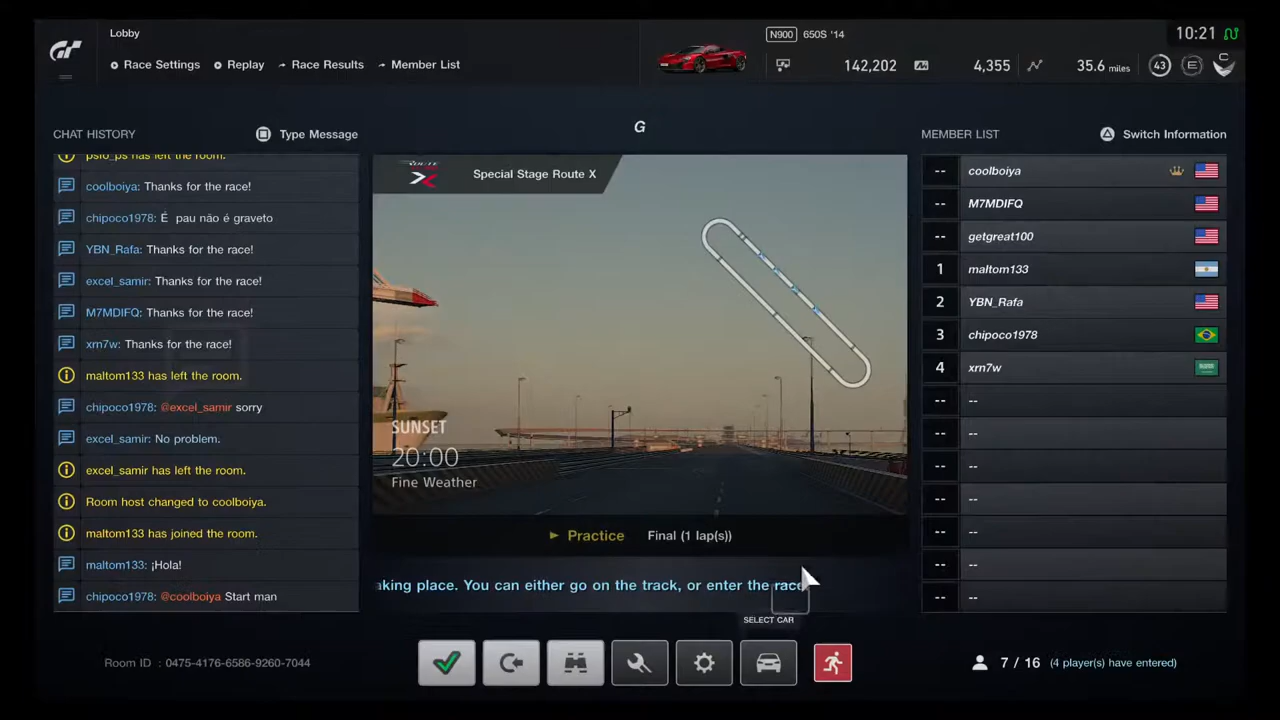 Lobby
Race Settings
Replay
Race Results
Member List
N900 650S '14
142,202
4,355
35.6 miles
10:21
43
E
C
CHAT HISTORY
Type Message
psfo_ps has left the room.
coolboiya: Thanks for the race!
chipoco1978: É pau não é graveto
YBN_Rafa: Thanks for the race!
excel_samir: Thanks for the race!
M7MDIFQ: Thanks for the race!
xrn7w: Thanks for the race!
maltom133 has left the room.
chipoco1978: @excel_samir sorry
excel_samir: No problem.
excel_samir has left the room.
Room host changed to coolboiya.
maltom133 has joined the room.
maltom133: ¡Hola!
chipoco1978: @coolboiya Start man
G
ROUTE X
Special Stage Route X
SUNSET
20:00
Fine Weather
Practice
Final (1 lap(s))
aking place. You can either go on the track, or enter the race
SELECT CAR
MEMBER LIST
Switch Information
-- coolboiya
-- M7MDIFQ
-- getgreat100
1 maltom133
2 YBN_Rafa
3 chipoco1978
4 xrn7w
-- --
-- --
-- --
-- --
-- --
-- --
-- --
Room ID : 0475-4176-6586-9260-7044
7 / 16 (4 player(s) have entered)